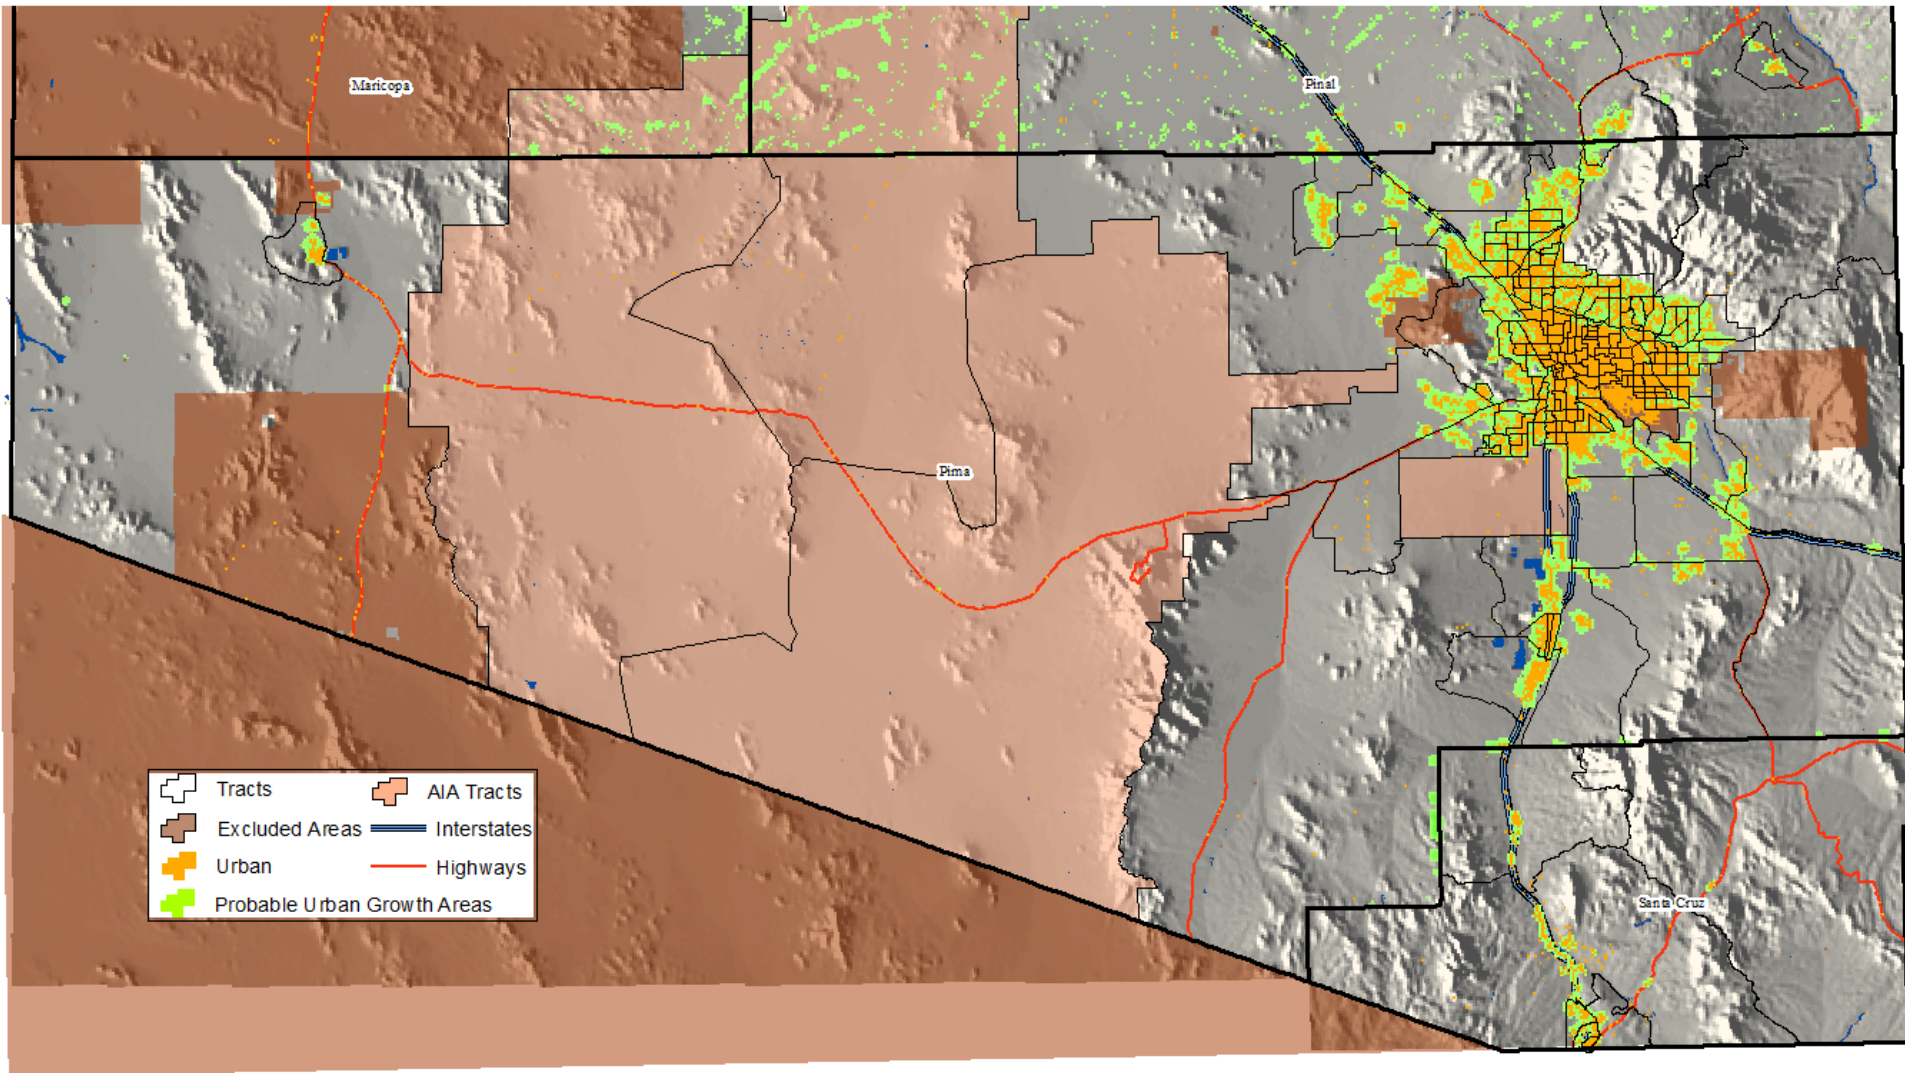 Maricopa
Pinal
Pima
Santa Cruz
Tracts
AIA Tracts
Excluded Areas
Interstates
Urban
Highways
Probable Urban Growth Areas